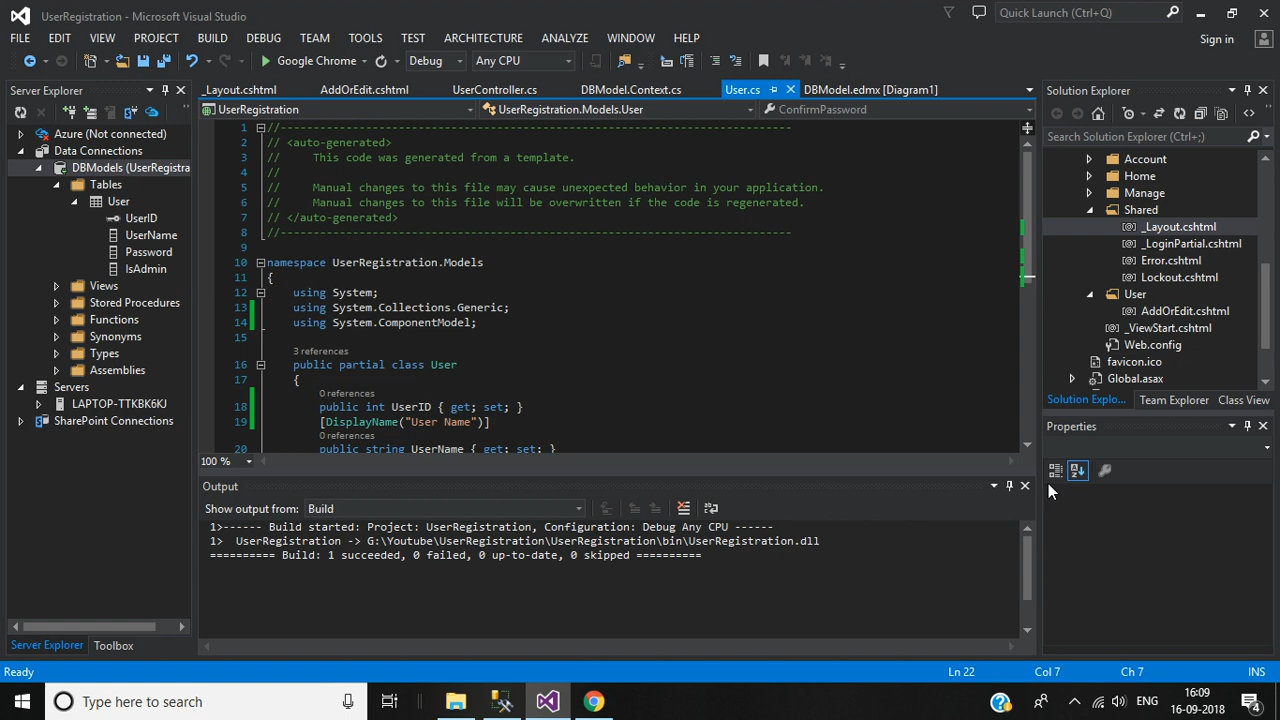 UserRegistration - Microsoft Visual Studio
Quick Launch (Ctrl+Q)
FILE EDIT VIEW PROJECT BUILD DEBUG TEAM TOOLS TEST ARCHITECTURE ANALYZE WINDOW HELP
Sign in
Google Chrome Debug Any CPU
Server Explorer
Azure (Not connected)
Data Connections
DBModels (UserRegistra
Tables
User
UserID
UserName
Password
IsAdmin
Views
Stored Procedures
Functions
Synonyms
Types
Assemblies
Servers
LAPTOP-TTKBK6KJ
SharePoint Connections
Server Explorer Toolbox
_Layout.cshtml AddOrEdit.cshtml UserController.cs DBModel.Context.cs User.cs DBModel.edmx [Diagram1]
UserRegistration UserRegistration.Models.User ConfirmPassword
1 //------------------------------------------------------------------------------
2 // <auto-generated>
3 //     This code was generated from a template.
4 //
5 //     Manual changes to this file may cause unexpected behavior in your application.
6 //     Manual changes to this file will be overwritten if the code is regenerated.
7 // </auto-generated>
8 //------------------------------------------------------------------------------
9
10 namespace UserRegistration.Models
11 {
12 using System;
13 using System.Collections.Generic;
14 using System.ComponentModel;
15
3 references
16 public partial class User
17 {
0 references
18 public int UserID { get; set; }
19 [DisplayName("User Name")]
0 references
20 public string UserName { get; set; }
100 %
Output
Show output from: Build
1>------ Build started: Project: UserRegistration, Configuration: Debug Any CPU ------
1>  UserRegistration -> G:\Youtube\UserRegistration\UserRegistration\bin\UserRegistration.dll
========== Build: 1 succeeded, 0 failed, 0 up-to-date, 0 skipped ==========
Solution Explorer
Search Solution Explorer (Ctrl+;)
Account
Home
Manage
Shared
_Layout.cshtml
_LoginPartial.cshtml
Error.cshtml
Lockout.cshtml
User
AddOrEdit.cshtml
_ViewStart.cshtml
Web.config
favicon.ico
Global.asax
Solution Explo... Team Explorer Class View
Properties
Ready
Ln 22 Col 7 Ch 7 INS
Type here to search
ENG
16:09
16-09-2018
4